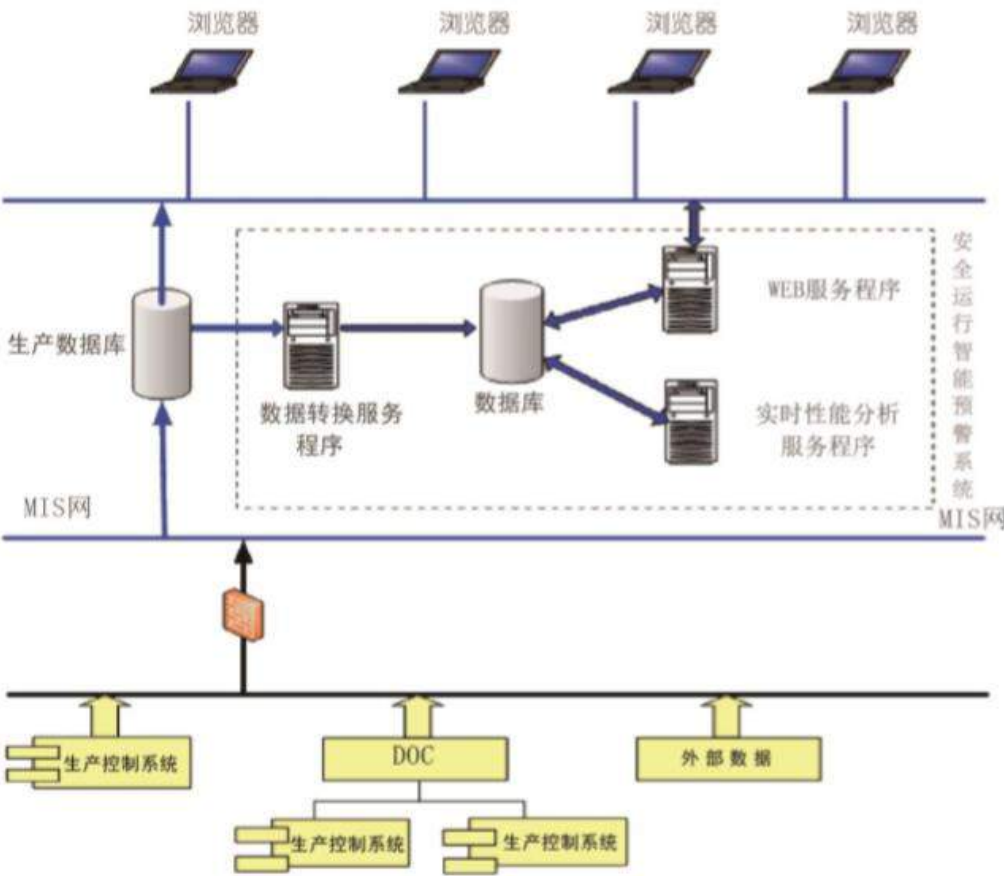 浏览器
浏览器
浏览器
浏览器
安全运行智能预警系统
WEB服务程序
生产数据库
数据转换服务
程序
数据库
实时性能分析
服务程序
MIS网
MIS网
生产控制系统
DOC
外部数据
生产控制系统
生产控制系统